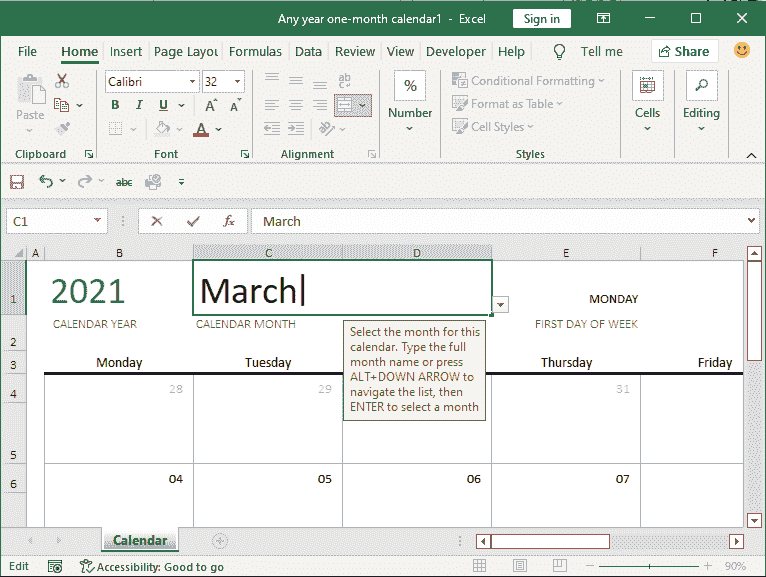 Any year one-month calendar1 - Excel
Sign in
File Home Insert Page Layou Formulas Data Review View Developer Help Tell me Share
Paste
Calibri 32
B I U A A
A
ab
%
Number
Conditional Formatting
Format as Table
Cell Styles
Cells
Editing
Clipboard Font Alignment Styles
abc
C1 fx March
A B C D E F
1 2021 March MONDAY
2 CALENDAR YEAR CALENDAR MONTH FIRST DAY OF WEEK
Select the month for this
calendar. Type the full
month name or press
ALT+DOWN ARROW to
navigate the list, then
ENTER to select a month
3 Monday Tuesday Thursday Friday
4 28 29 31
5
6 04 05 06 07
Calendar
Edit Accessibility: Good to go 90%